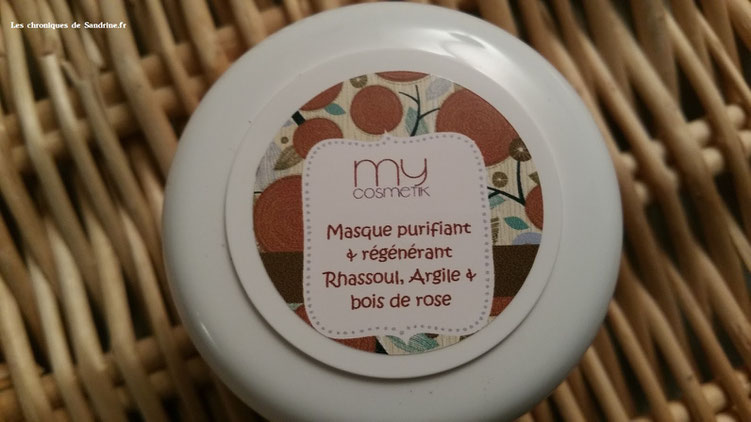 Les chroniques de Sandrine.fr
my
cosmetik
Masque purifiant
& régénérant
Rhassoul, Argile &
bois de rose